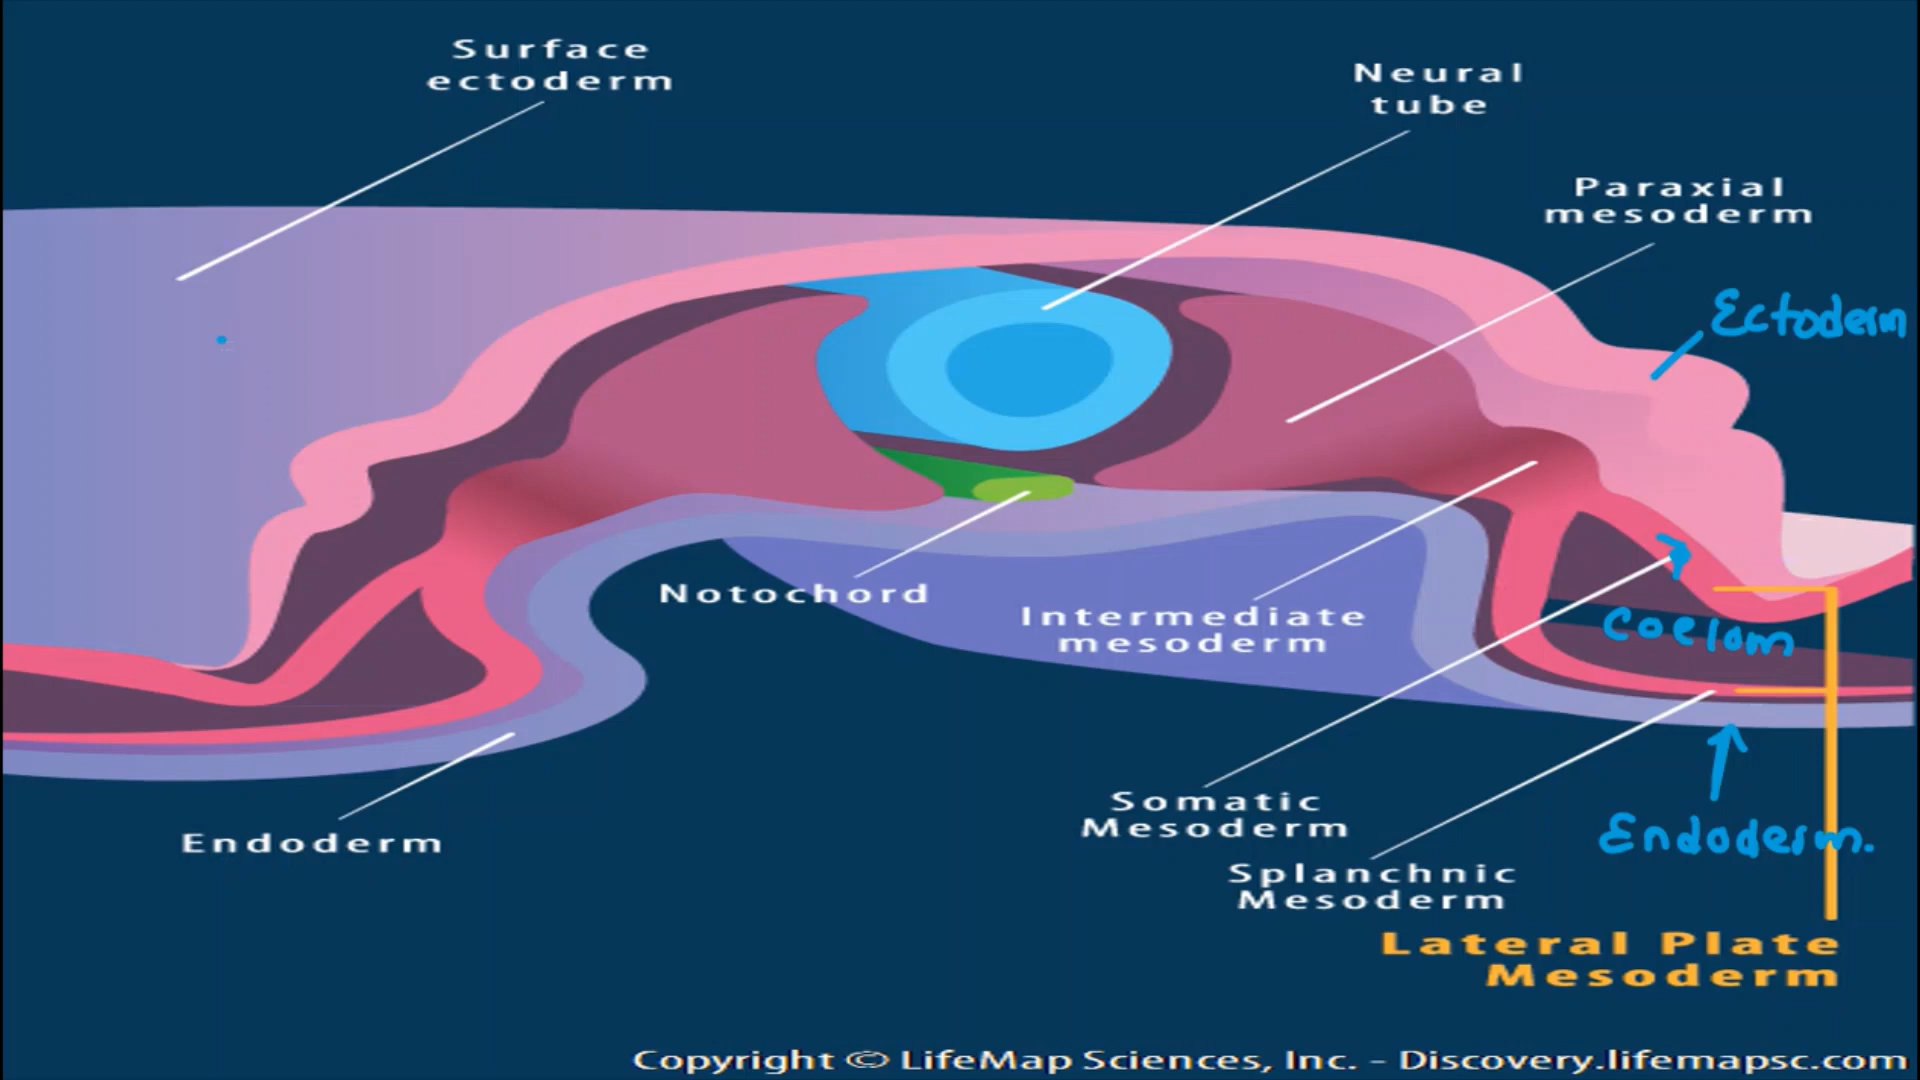 Surface
ectoderm
Neural
tube
Paraxial
mesoderm
Ectoderm
Notochord
Intermediate
mesoderm
Coelom
Somatic
Mesoderm
Endoderm
Endoderm.
Splanchnic
Mesoderm
Lateral Plate
Mesoderm
Copyright © LifeMap Sciences, Inc. - Discovery.lifemapsc.com